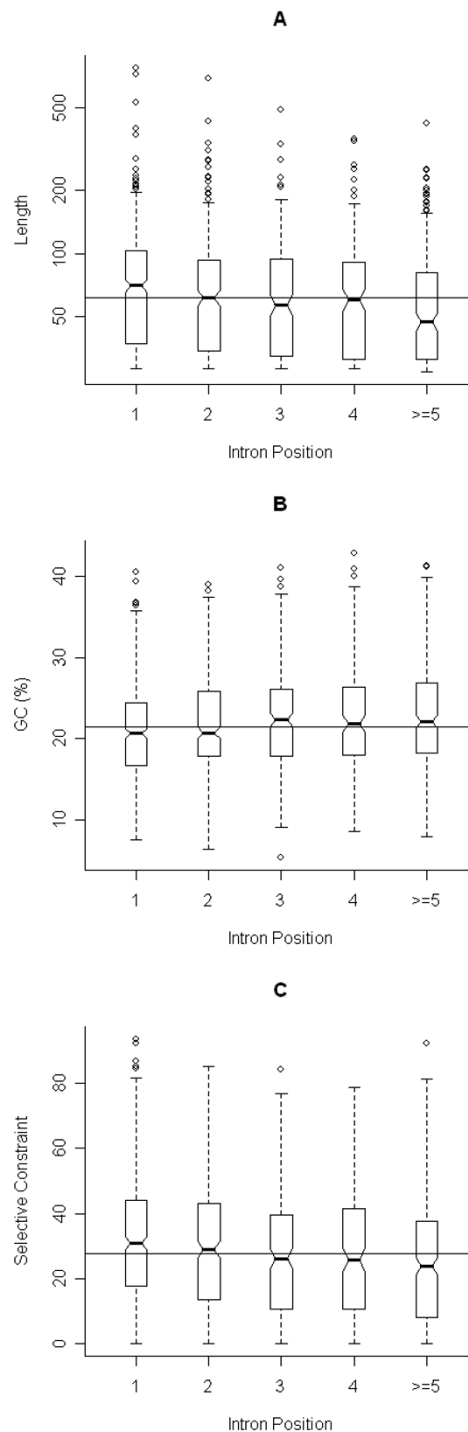 A
500
200
100
50
Length
1 2 3 4 >=5
Intron Position
B
40
30
20
10
GC (%)
1 2 3 4 >=5
Intron Position
C
80
60
40
20
0
Selective Constraint
1 2 3 4 >=5
Intron Position